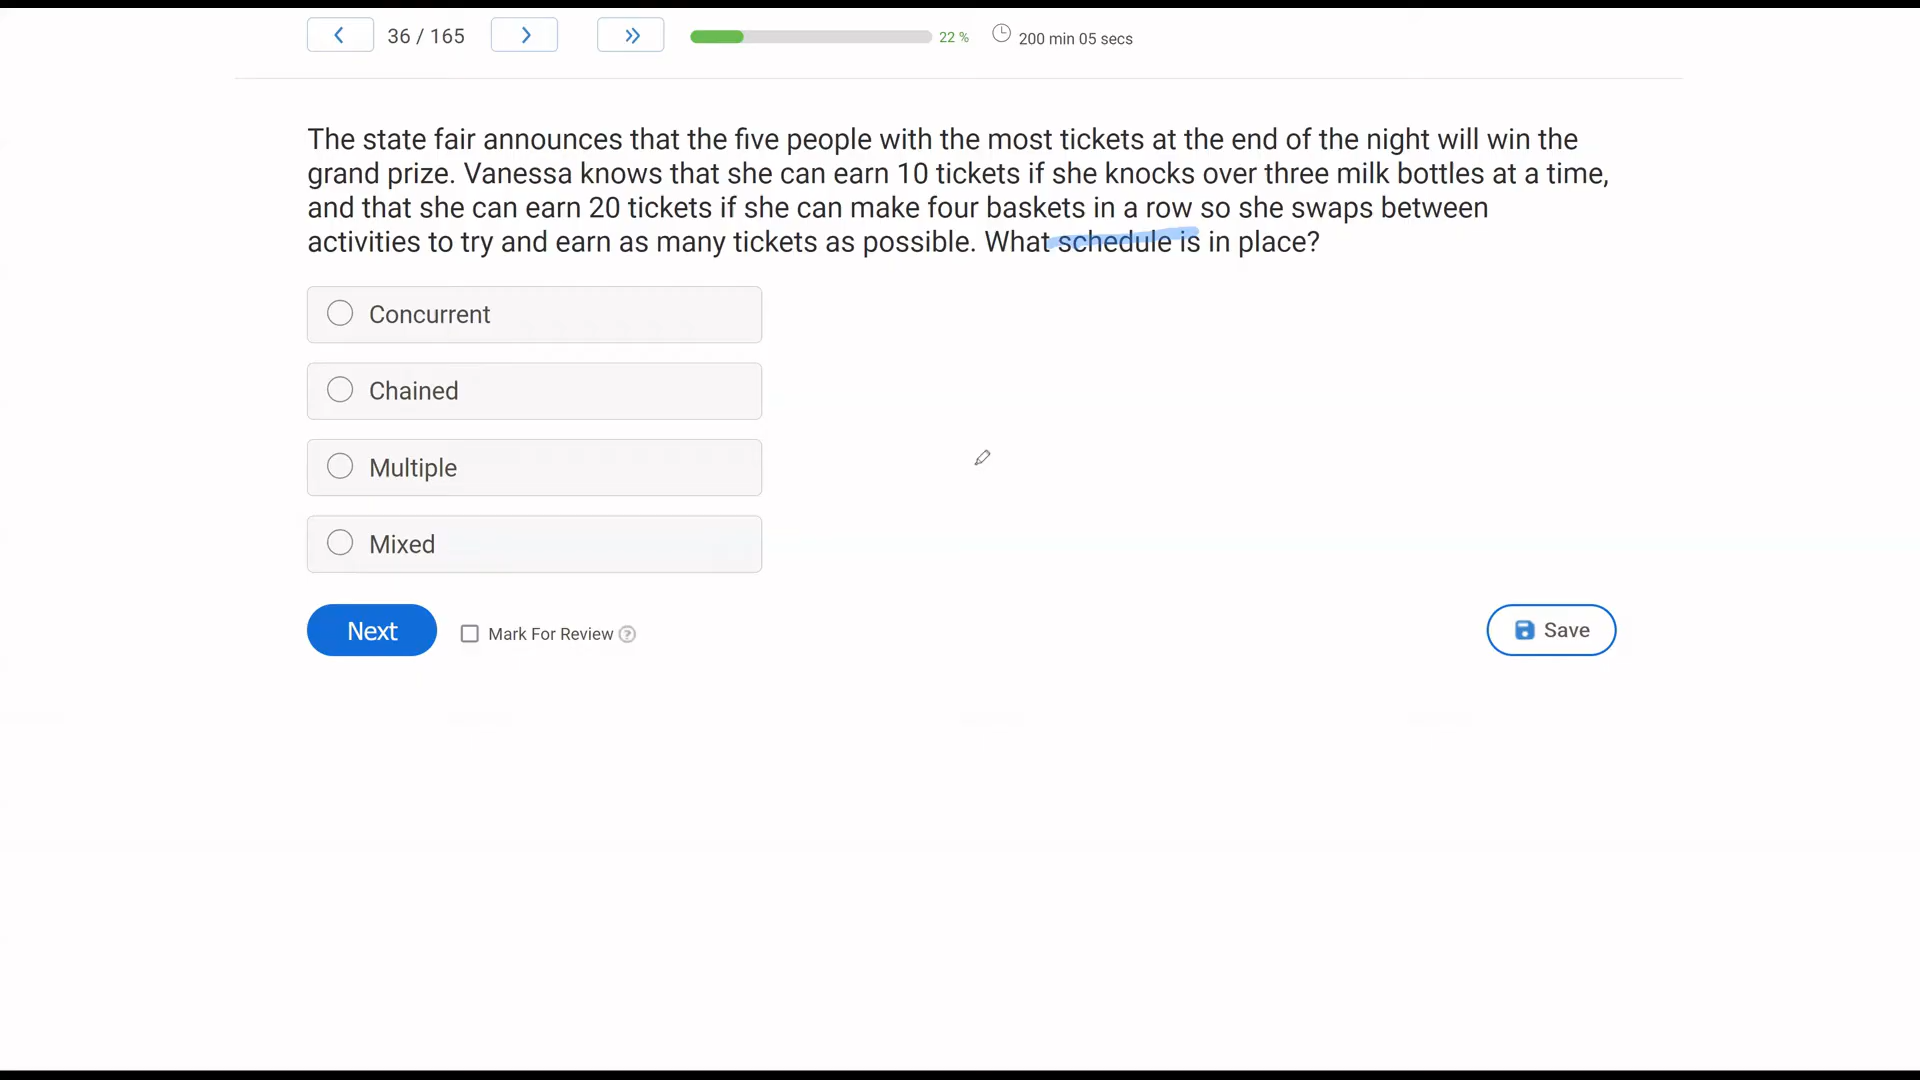 36 / 165
22 %
200 min 05 secs
The state fair announces that the five people with the most tickets at the end of the night will win the
grand prize. Vanessa knows that she can earn 10 tickets if she knocks over three milk bottles at a time,
and that she can earn 20 tickets if she can make four baskets in a row so she swaps between
activities to try and earn as many tickets as possible. What schedule is in place?
Concurrent
Chained
Multiple
Mixed
Next
Mark For Review ?
Save